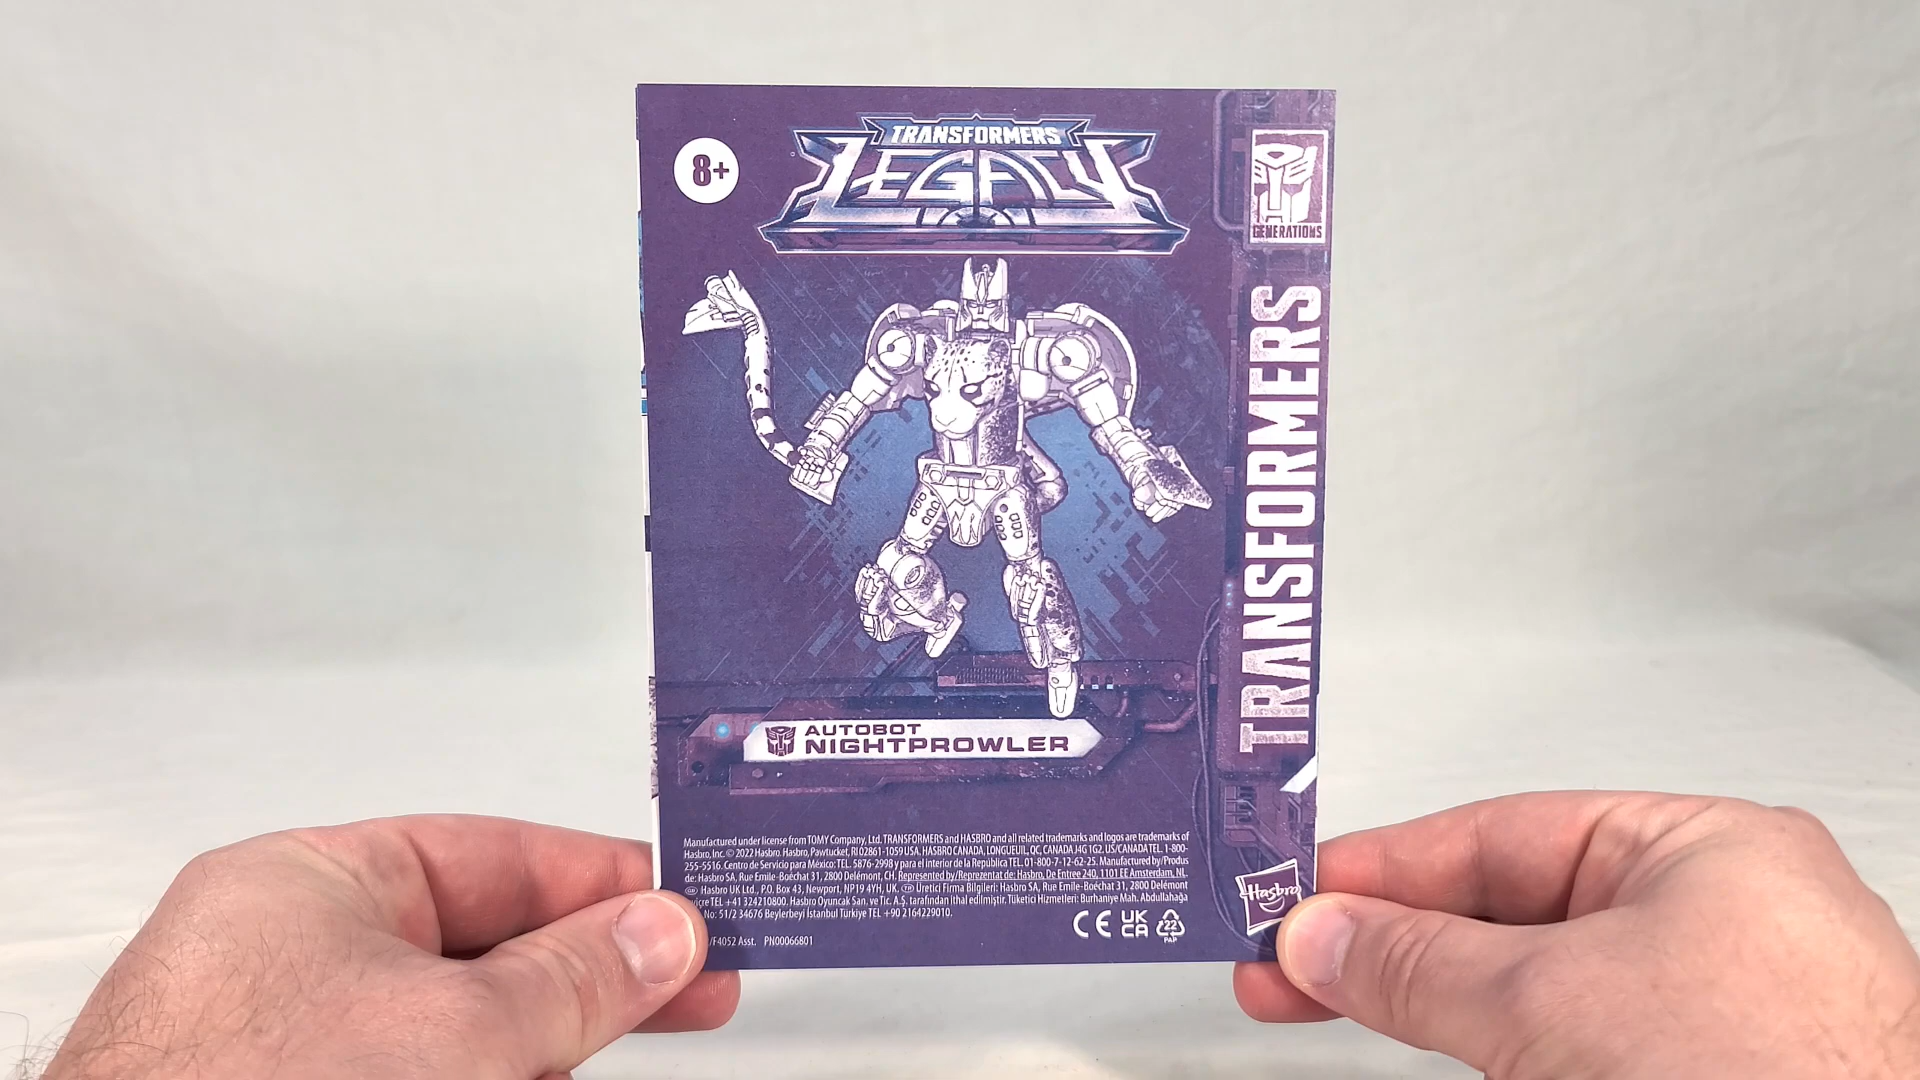 8+
TRANSFORMERS
LEGACY
GENERATIONS
TRANSFORMERS
AUTOBOT
NIGHTPROWLER
Manufactured under license from TOMY Company, Ltd. TRANSFORMERS and HASBRO and all related trademarks and logos are trademarks of
Hasbro, Inc. © 2022 Hasbro. Hasbro, Pawtucket, RI 02861-1059 USA. HASBRO CANADA, LONGUEUIL, QC, CANADA J4G 1G2. US/CANADA TEL. 1-800-
255-5516. Centro de Servicio para México: TEL. 5876-2998 y para el interior de la República TEL. 01-800-7-12-62-25. Manufactured by/Produs
de: Hasbro SA, Rue Emile-Boéchat 31, 2800 Delémont, CH. Represented by/Reprezentat de: Hasbro, De Entree 240, 1101 EE Amsterdam, NL.
GB Hasbro UK Ltd., P.O. Box 43, Newport, NP19 4YH, UK. TR Üretici Firma Bilgileri: Hasbro SA, Rue Emile-Boéchat 31, 2800 Delémont
TEL +41 324210800. Hasbro Oyuncak San. ve Tic. A.Ş. tarafından ithal edilmiştir. Tüketici Hizmetleri: Burhaniye Mah. Abdullahağa
No: 51/2 34676 Beylerbeyi İstanbul Türkiye TEL +90 2164229010.
/F4052 Asst. PN00066801
CE
UK
CA
22
PAP
Hasbro